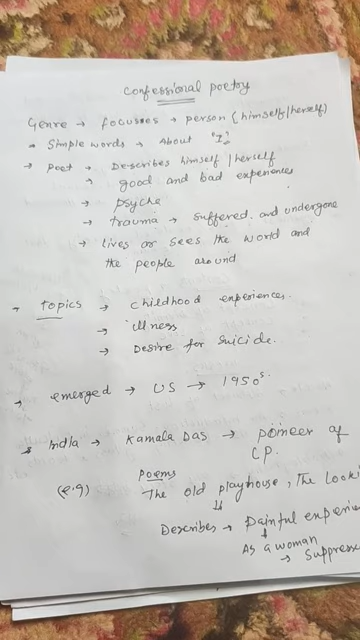 Confessional poetry
Genre → focuses → person (himself/herself)
→ Simple words → About "I".
→ Poet → Describes himself/herself
→ good and bad experiences
→ psyche
→ trauma → suffered and undergone
→ lives or sees the world and
the people around
→ Topics → childhood experiences.
→ illness
→ Desire for suicide.
→ emerged → US → 1950s.
→ India → Kamala Das → pioneer of
CP.
Poems
(e.g) The old playhouse, The Looki
⇓
Describes → Painful experien
As a woman
→ Suppresse